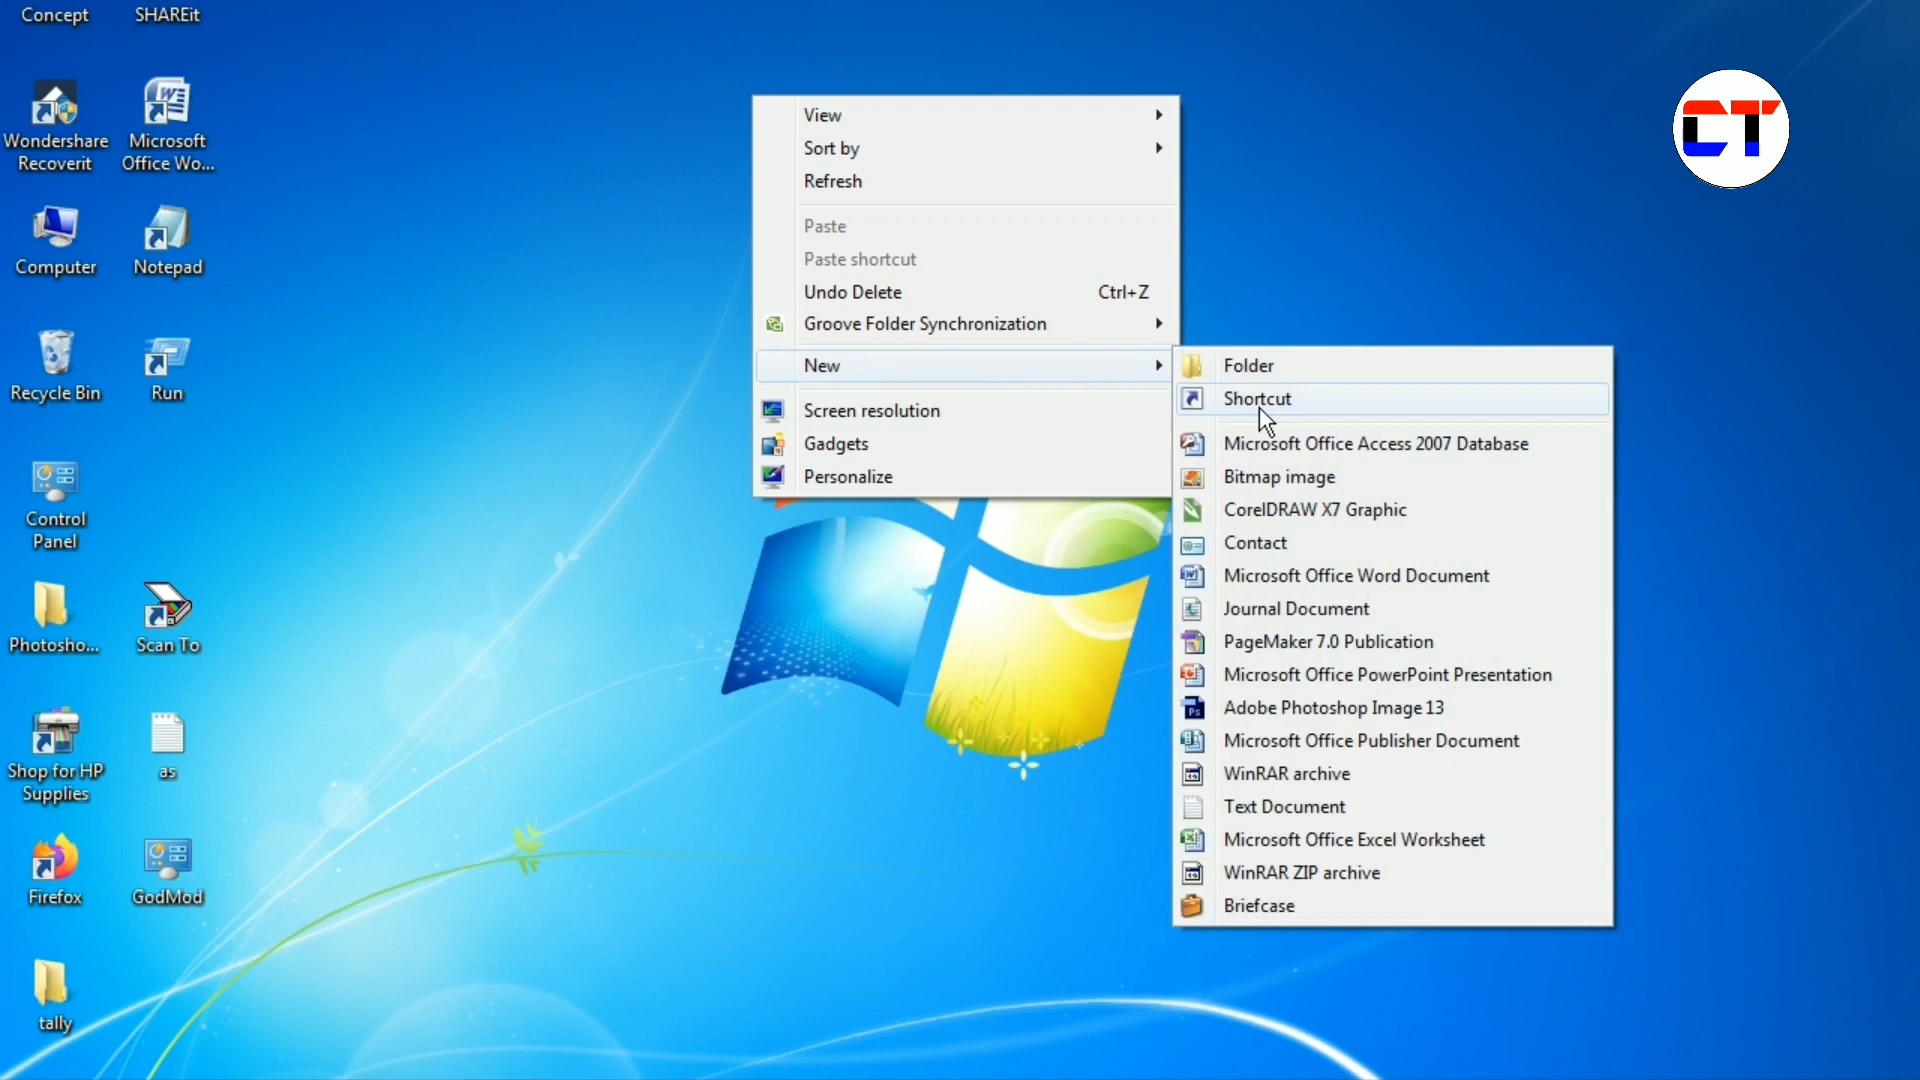 Concept
SHAREit
Wondershare
Recoverit
Microsoft
Office Wo...
Computer
Notepad
Recycle Bin
Run
Control
Panel
Photosho...
Scan To
Shop for HP
Supplies
as
Firefox
GodMod
tally
View
Sort by
Refresh
Paste
Paste shortcut
Undo Delete Ctrl+Z
Groove Folder Synchronization
New
Screen resolution
Gadgets
Personalize
Folder
Shortcut
Microsoft Office Access 2007 Database
Bitmap image
CorelDRAW X7 Graphic
Contact
Microsoft Office Word Document
Journal Document
PageMaker 7.0 Publication
Microsoft Office PowerPoint Presentation
Adobe Photoshop Image 13
Microsoft Office Publisher Document
WinRAR archive
Text Document
Microsoft Office Excel Worksheet
WinRAR ZIP archive
Briefcase
CT